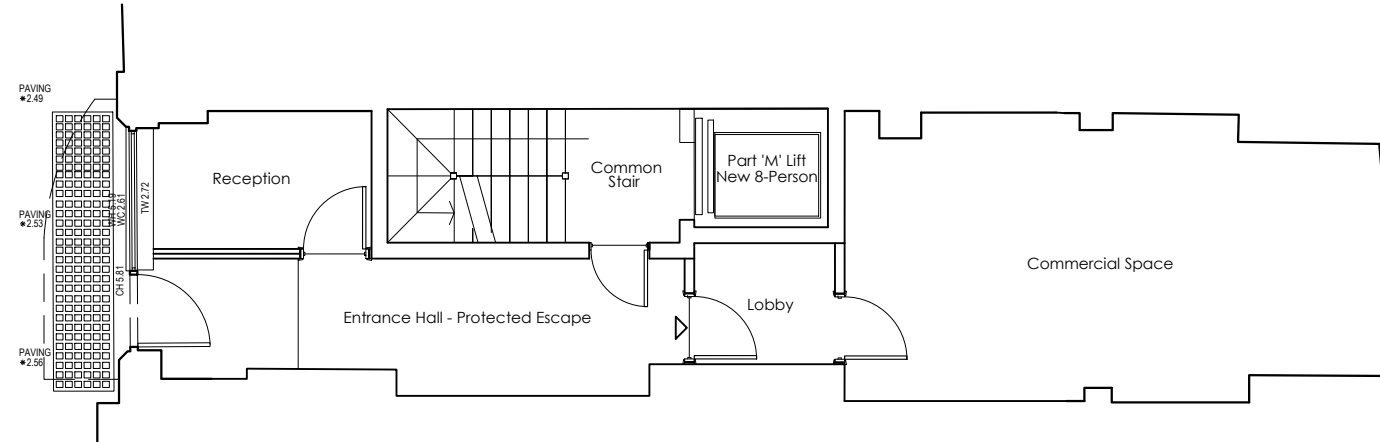 PAVING
*2.49
PAVING
*2.53
PAVING
*2.56
WC 2.61
TW 2.72
CH 5.81
Reception
Common
Stair
Part 'M' Lift
New 8-Person
Commercial Space
Entrance Hall - Protected Escape
Lobby